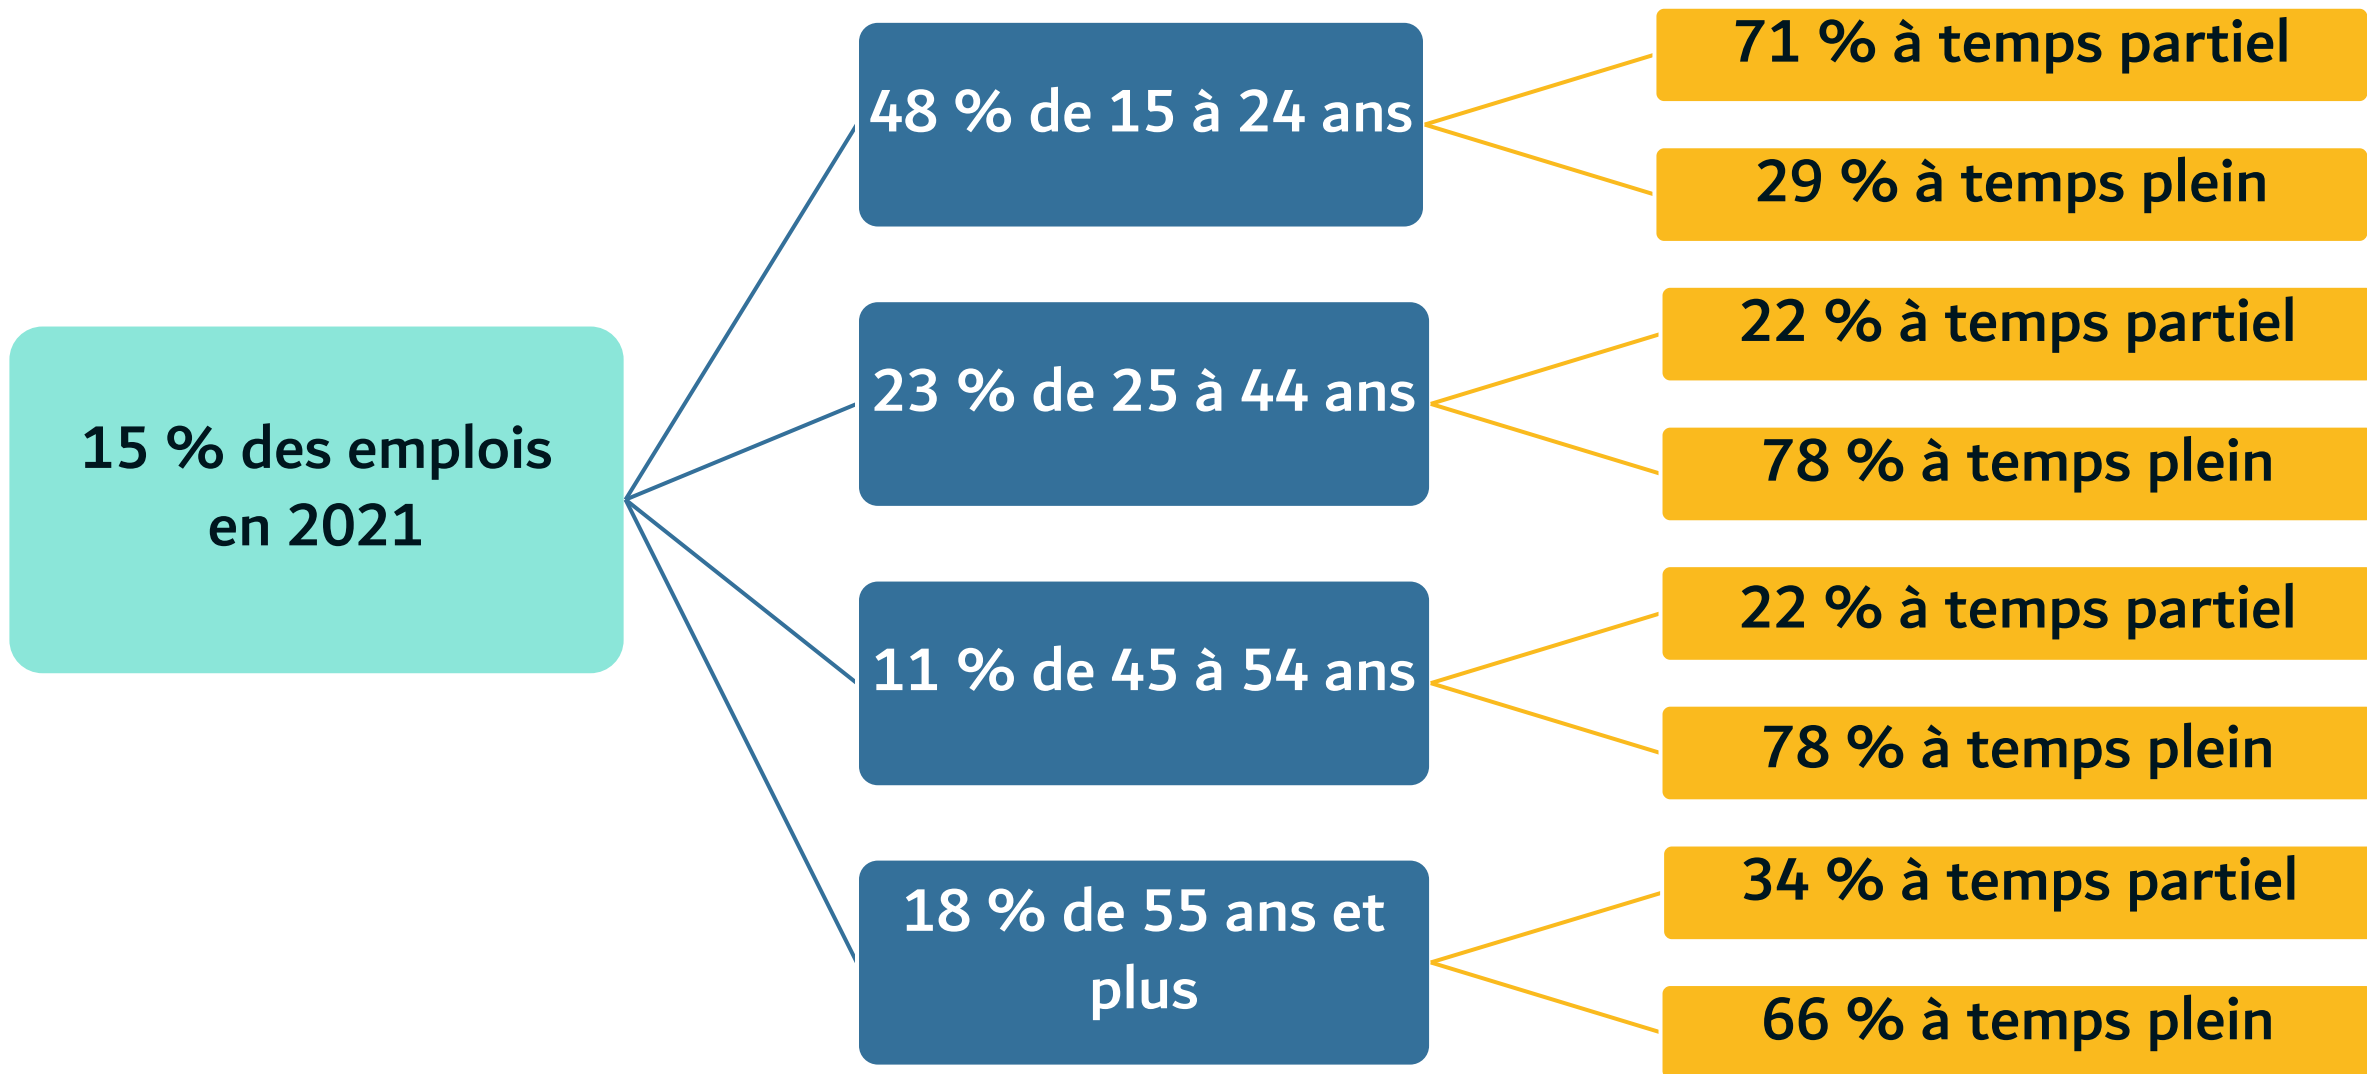 15 % des emplois
en 2021
48 % de 15 à 24 ans
71 % à temps partiel
29 % à temps plein
23 % de 25 à 44 ans
22 % à temps partiel
78 % à temps plein
11 % de 45 à 54 ans
22 % à temps partiel
78 % à temps plein
18 % de 55 ans et
plus
34 % à temps partiel
66 % à temps plein